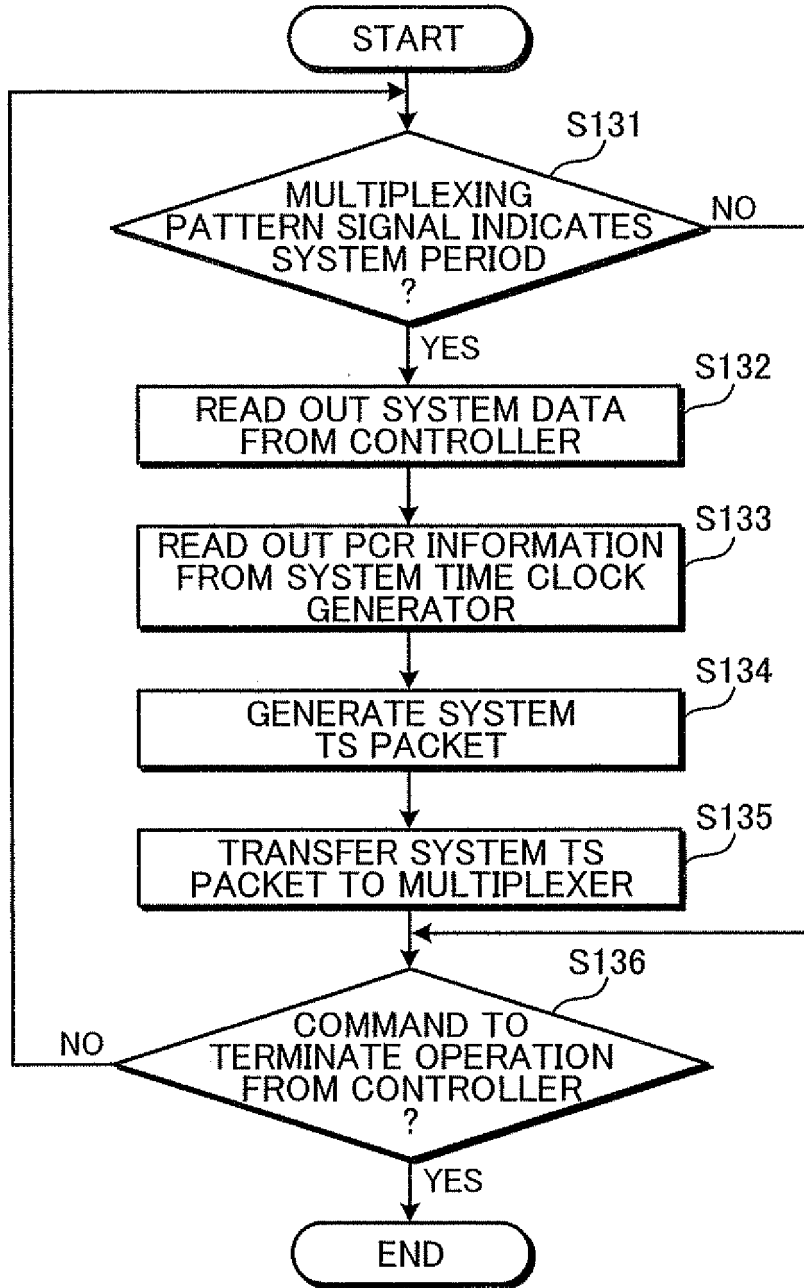 START
S131
MULTIPLEXING
PATTERN SIGNAL INDICATES
SYSTEM PERIOD
?
NO
YES
S132
READ OUT SYSTEM DATA
FROM CONTROLLER
S133
READ OUT PCR INFORMATION
FROM SYSTEM TIME CLOCK
GENERATOR
S134
GENERATE SYSTEM
TS PACKET
S135
TRANSFER SYSTEM TS
PACKET TO MULTIPLEXER
S136
COMMAND TO
TERMINATE OPERATION
FROM CONTROLLER
?
NO
YES
END